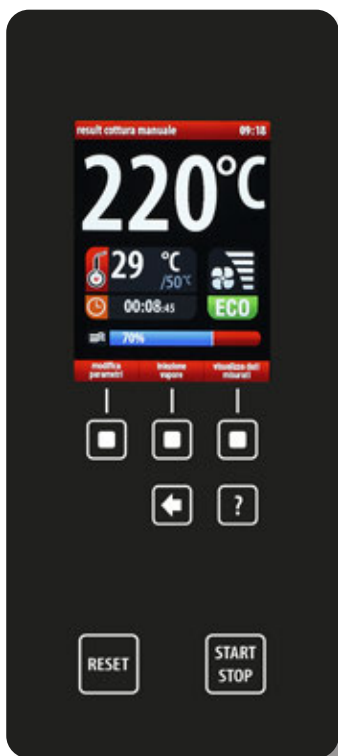 result cottura manuale 09:18
220°C
29 °C
/50°C
00:08:45
ECO
70%
modifica parametri
iniezione vapore
visualizza dati misurati
?
RESET
START
STOP